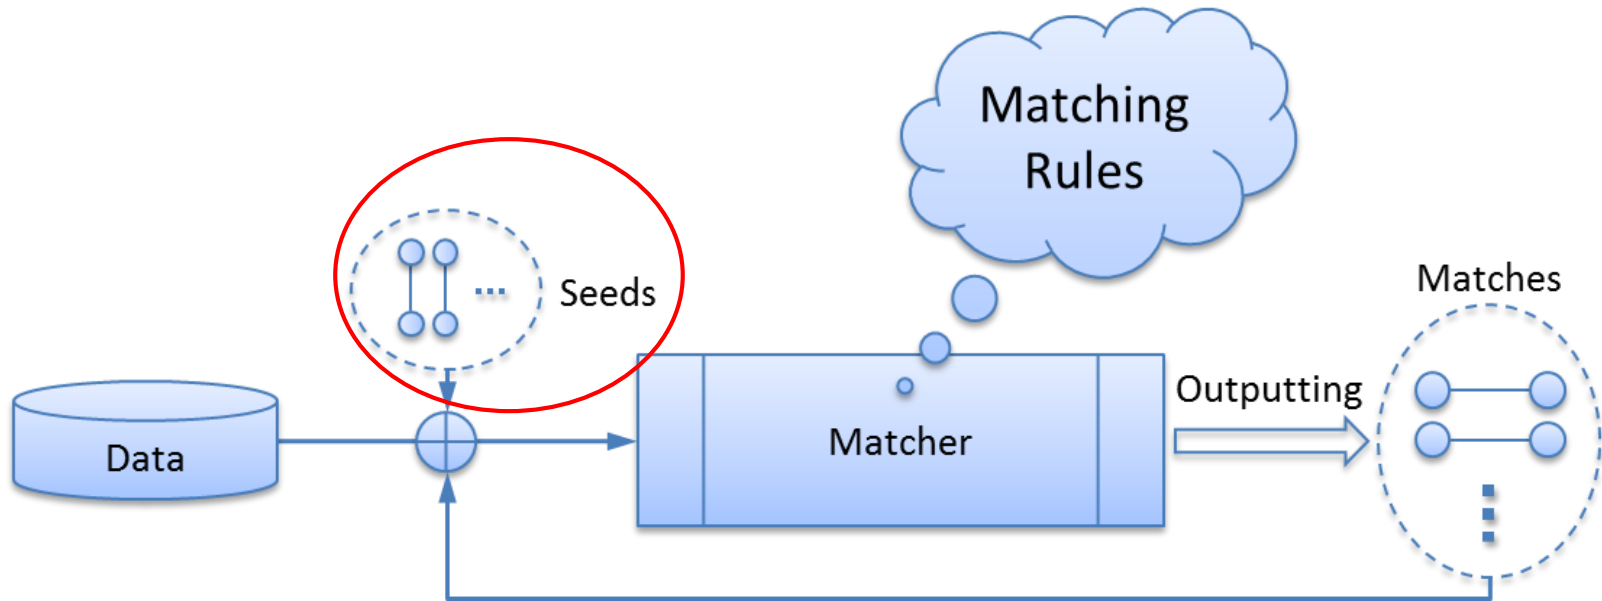 Matching
Rules
Seeds
Matches
Outputting
Data
Matcher